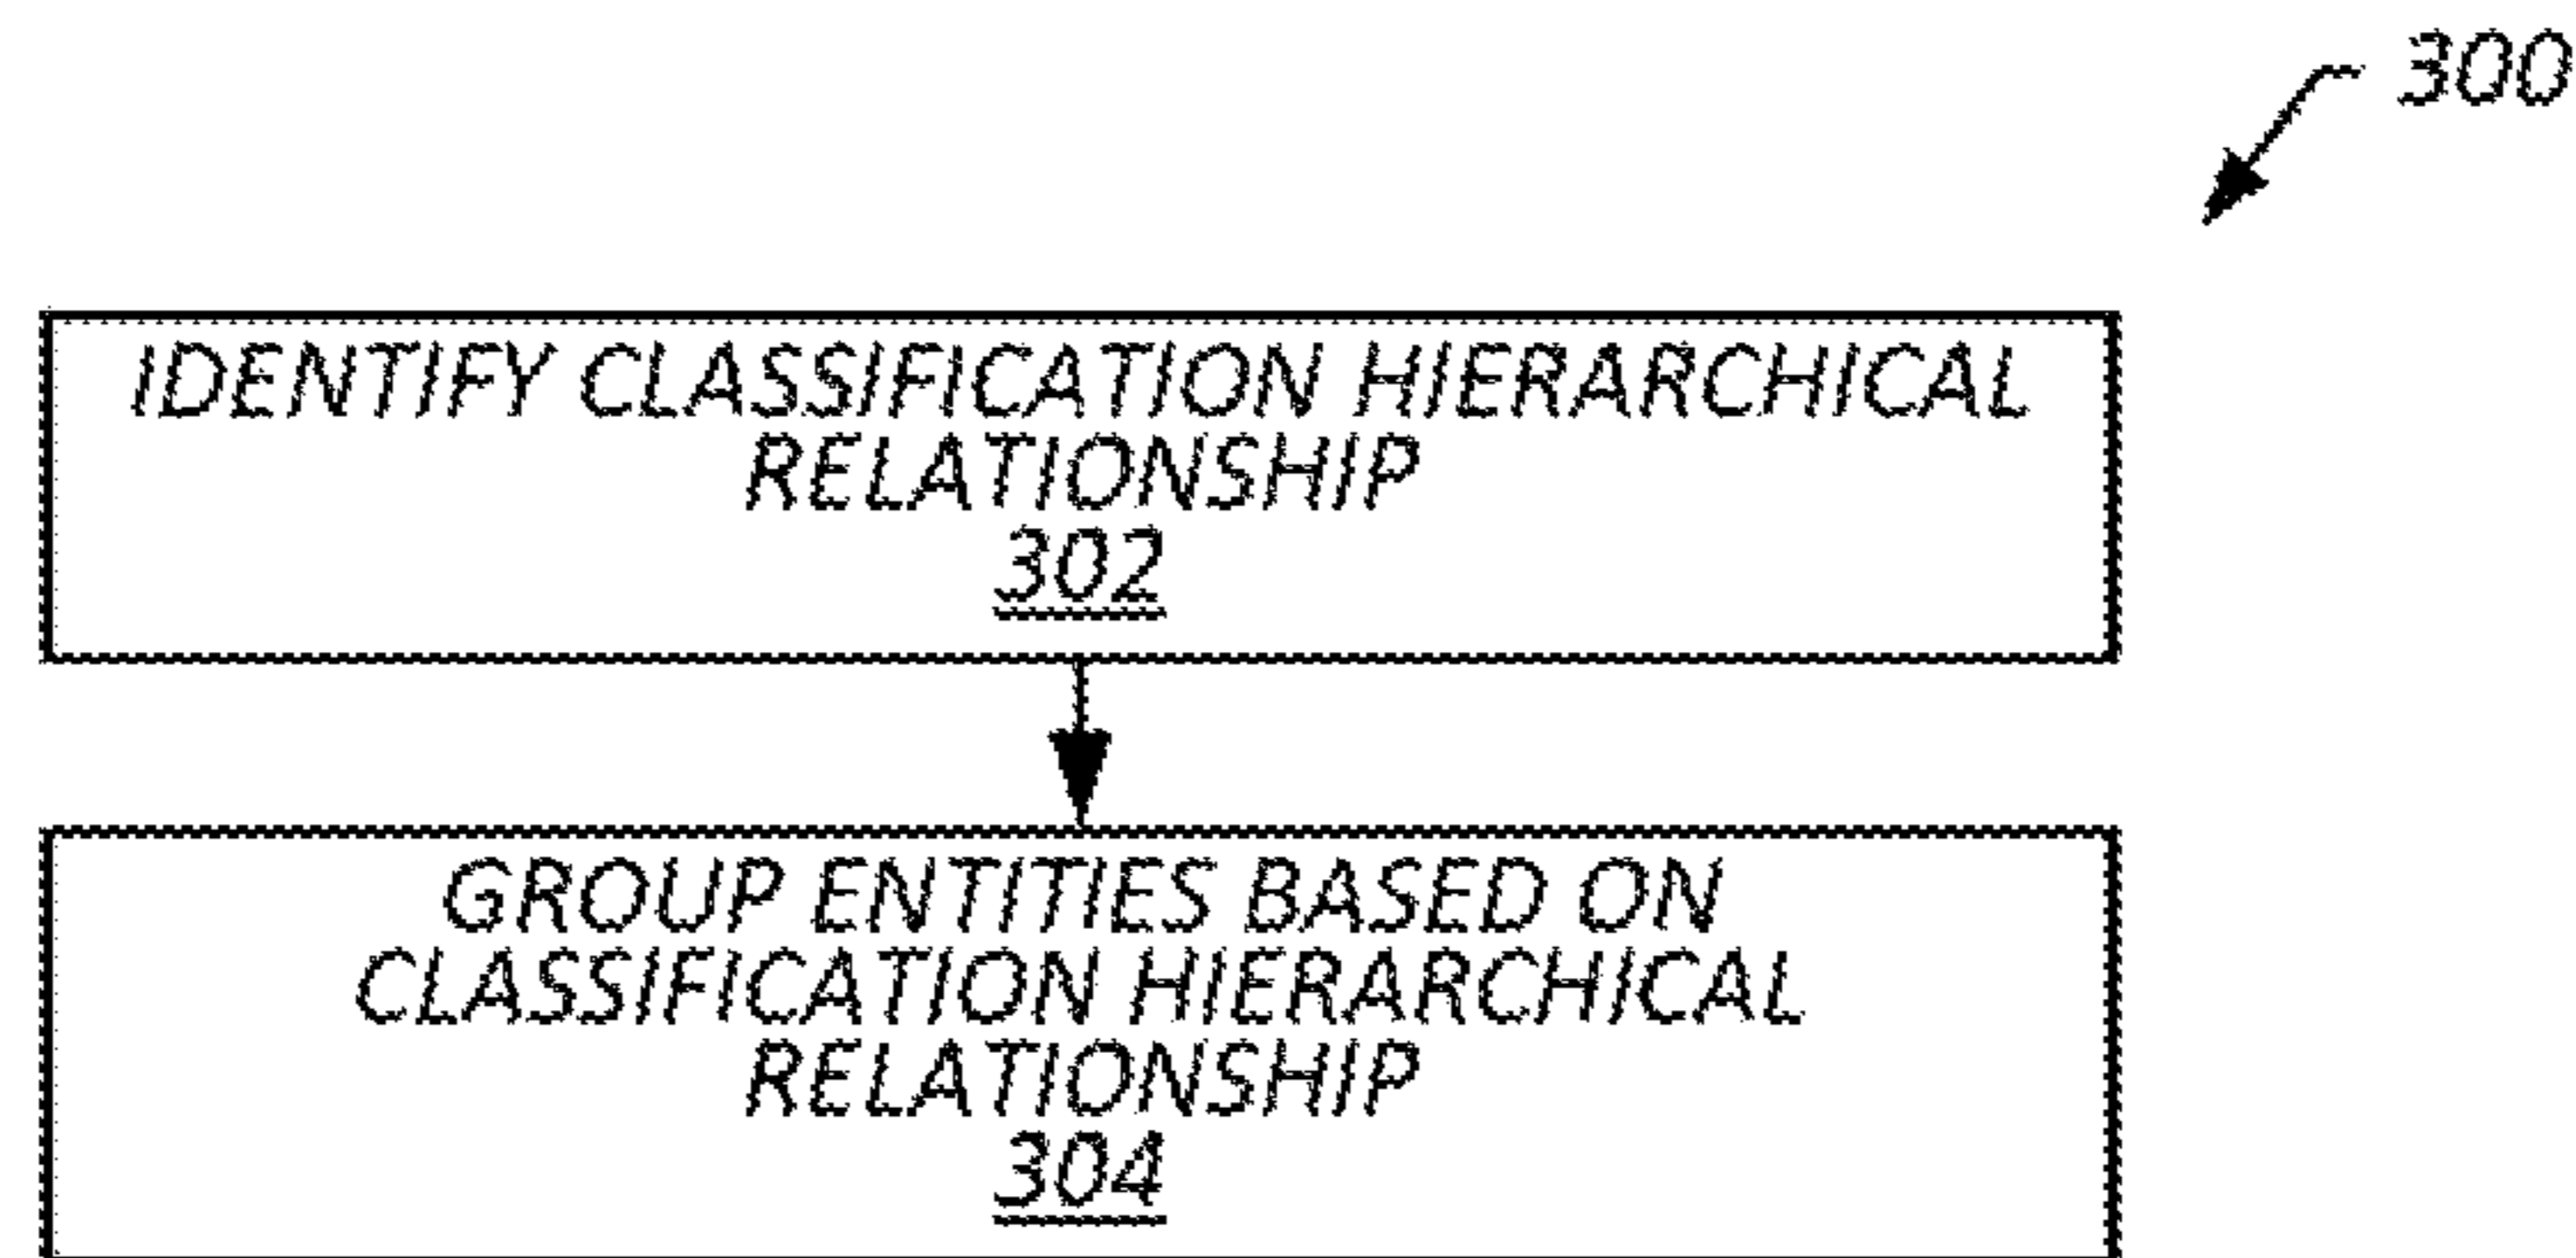 300
IDENTIFY CLASSIFICATION HIERARCHICAL
RELATIONSHIP
302
GROUP ENTITIES BASED ON
CLASSIFICATION HIERARCHICAL
RELATIONSHIP
304